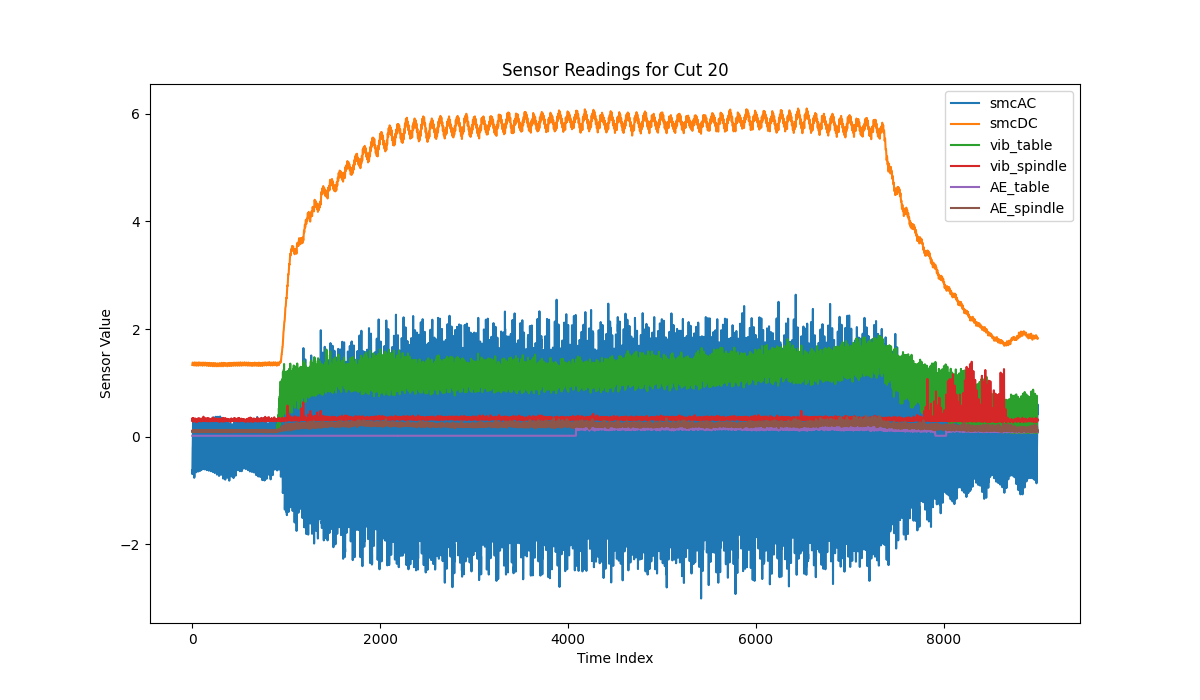 Sensor Readings for Cut 20
smcAC
smcDC
vib_table
vib_spindle
AE_table
AE_spindle
6
4
2
0
−2
Sensor Value
0 2000 4000 6000 8000
Time Index